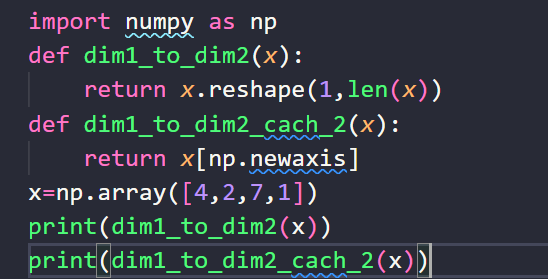 import numpy as np
def dim1_to_dim2(x):
    return x.reshape(1,len(x))
def dim1_to_dim2_cach_2(x):
    return x[np.newaxis]
x=np.array([4,2,7,1])
print(dim1_to_dim2(x))
print(dim1_to_dim2_cach_2(x))